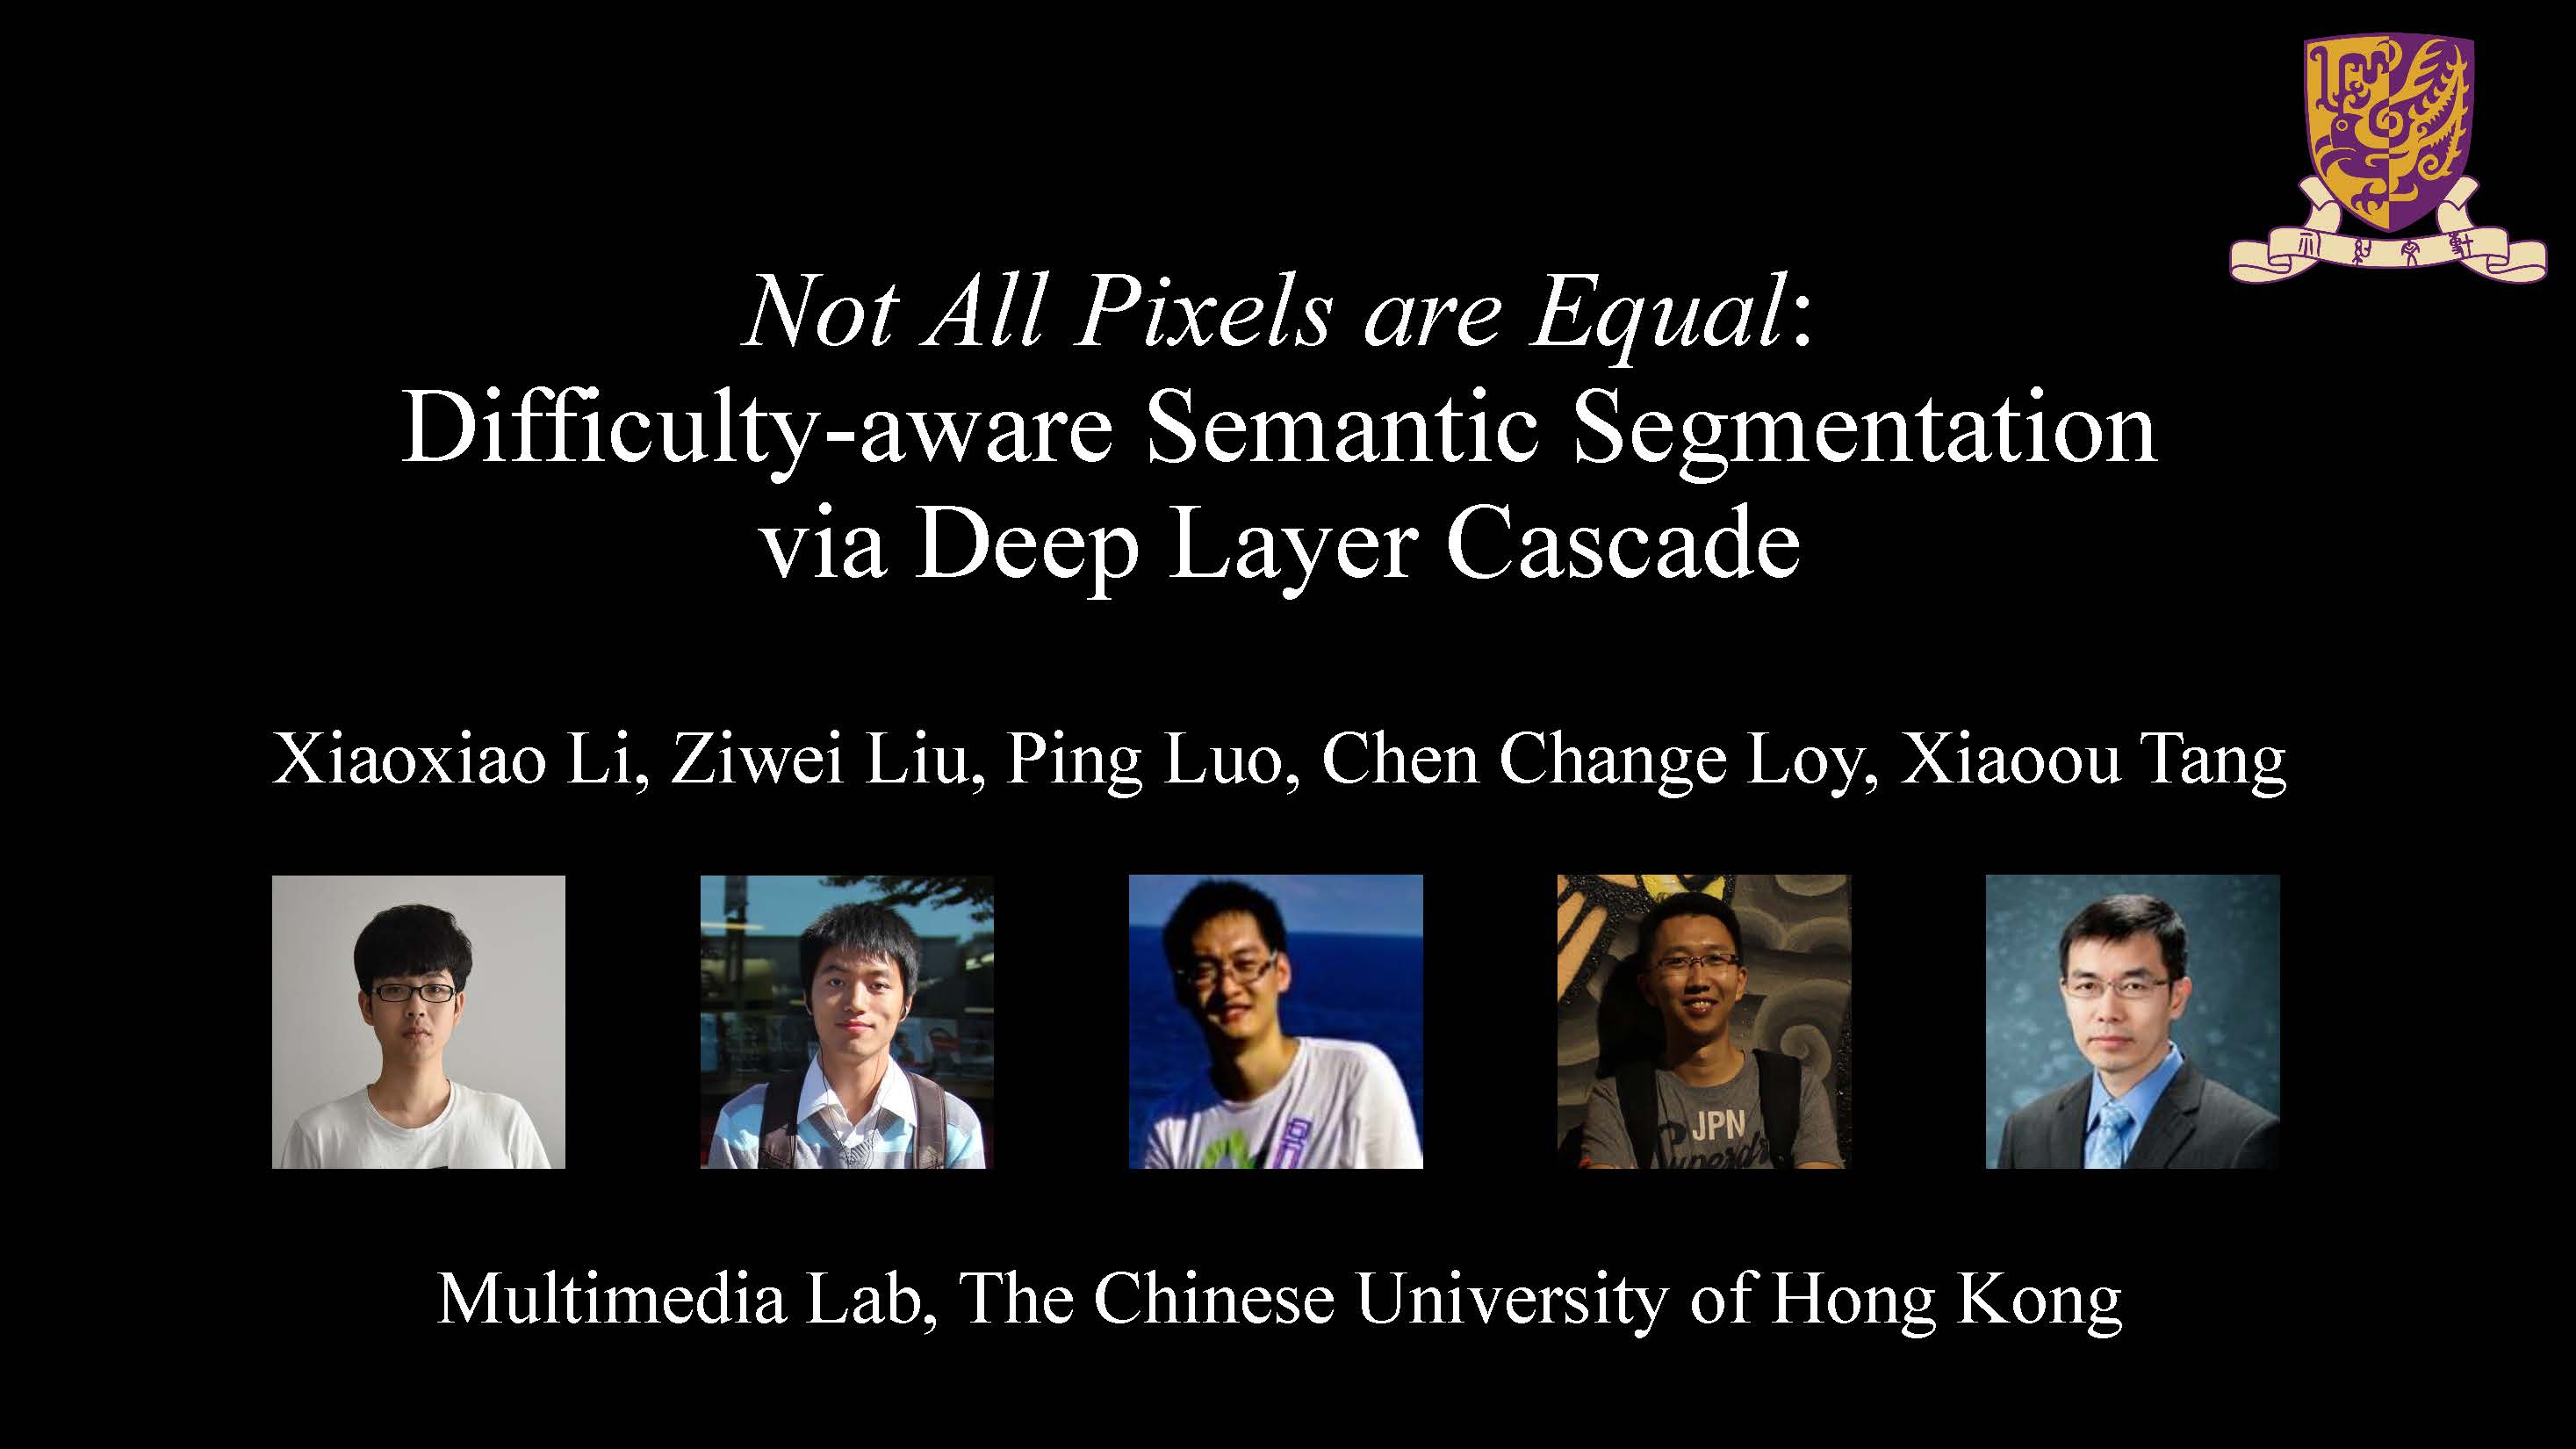 Not All Pixels are Equal:
Difficulty-aware Semantic Segmentation
via Deep Layer Cascade
Xiaoxiao Li, Ziwei Liu, Ping Luo, Chen Change Loy, Xiaoou Tang
JPN
Multimedia Lab, The Chinese University of Hong Kong